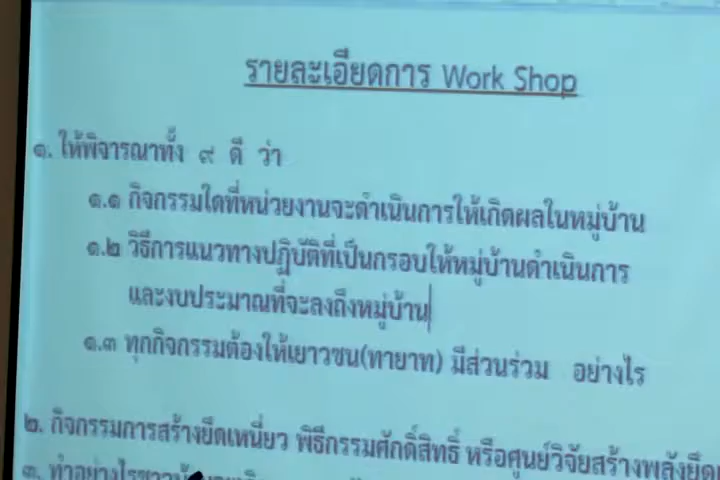 รายละเอียดการ Work Shop
๑. ให้พิจารณาทั้ง ๙ ดี ว่า
๑.๑ กิจกรรมใดที่หน่วยงานจะดำเนินการให้เกิดผลในหมู่บ้าน
๑.๒ วิธีการแนวทางปฏิบัติที่เป็นกรอบให้หมู่บ้านดำเนินการ
และงบประมาณที่จะลงถึงหมู่บ้าน
๑.๓ ทุกกิจกรรมต้องให้เยาวชน(ทายาท) มีส่วนร่วม อย่างไร
๒. กิจกรรมการสร้างยึดเหนี่ยว พิธีกรรมศักดิ์สิทธิ์ หรือศูนย์วิจัยสร้างพลังยึด
๓. ทำอย่างไร